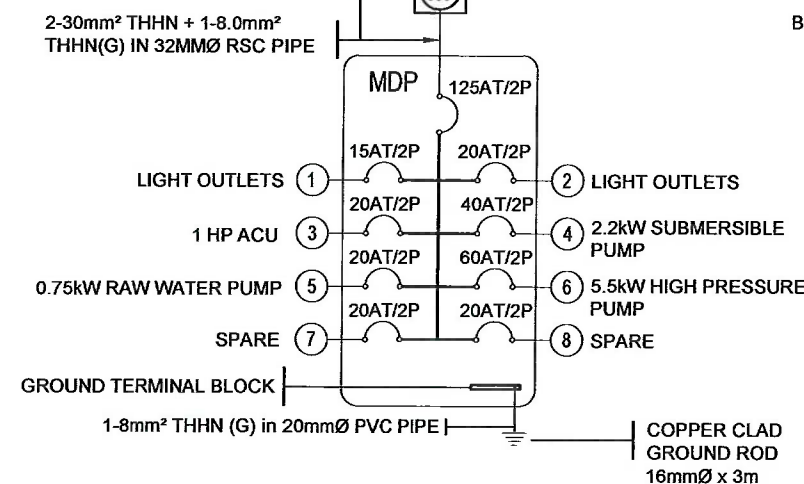 2-30mm² THHN + 1-8.0mm²
THHN(G) IN 32MMØ RSC PIPE
B
MDP
125AT/2P
15AT/2P
20AT/2P
LIGHT OUTLETS
1
2
LIGHT OUTLETS
20AT/2P
40AT/2P
1 HP ACU
3
4
2.2kW SUBMERSIBLE
PUMP
20AT/2P
60AT/2P
0.75kW RAW WATER PUMP
5
6
5.5kW HIGH PRESSURE
PUMP
20AT/2P
20AT/2P
SPARE
7
8
SPARE
GROUND TERMINAL BLOCK
1-8mm² THHN (G) in 20mmØ PVC PIPE
COPPER CLAD
GROUND ROD
16mmØ x 3m